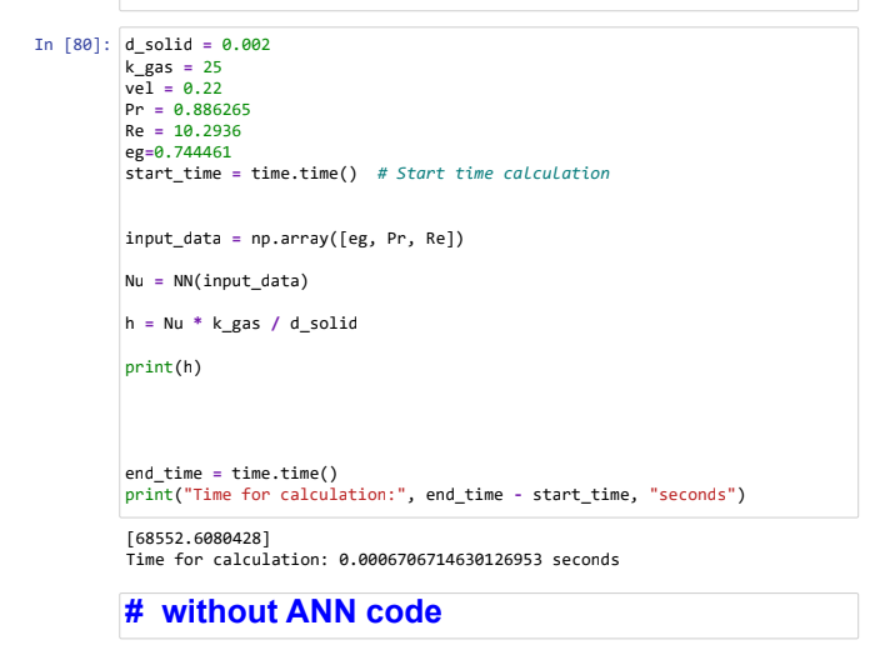 In [80]: d_solid = 0.002
k_gas = 25
vel = 0.22
Pr = 0.886265
Re = 10.2936
eg=0.744461
start_time = time.time()  # Start time calculation
input_data = np.array([eg, Pr, Re])
Nu = NN(input_data)
h = Nu * k_gas / d_solid
print(h)
end_time = time.time()
print("Time for calculation:", end_time - start_time, "seconds")
[68552.6080428]
Time for calculation: 0.0006706714630126953 seconds
#  without ANN code